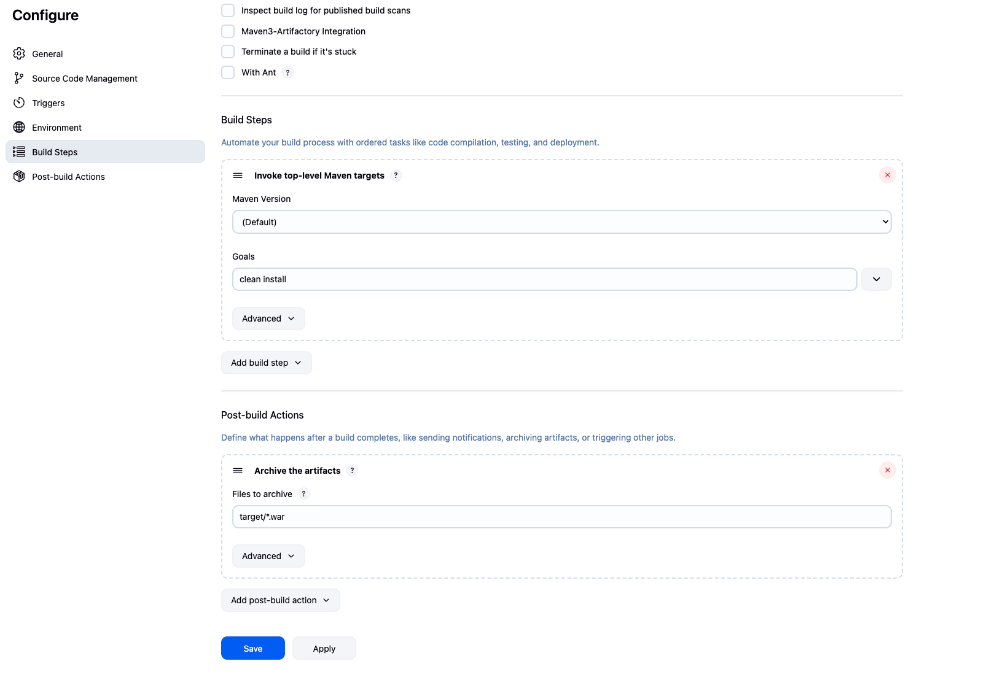 Configure
General
Source Code Management
Triggers
Environment
Build Steps
Post-build Actions
Inspect build log for published build scans
Maven3-Artifactory Integration
Terminate a build if it's stuck
With Ant ?
Build Steps
Automate your build process with ordered tasks like code compilation, testing, and deployment.
Invoke top-level Maven targets ?
Maven Version
(Default)
Goals
clean install
Advanced
Add build step
Post-build Actions
Define what happens after a build completes, like sending notifications, archiving artifacts, or triggering other jobs.
Archive the artifacts ?
Files to archive ?
target/*.war
Advanced
Add post-build action
Save Apply